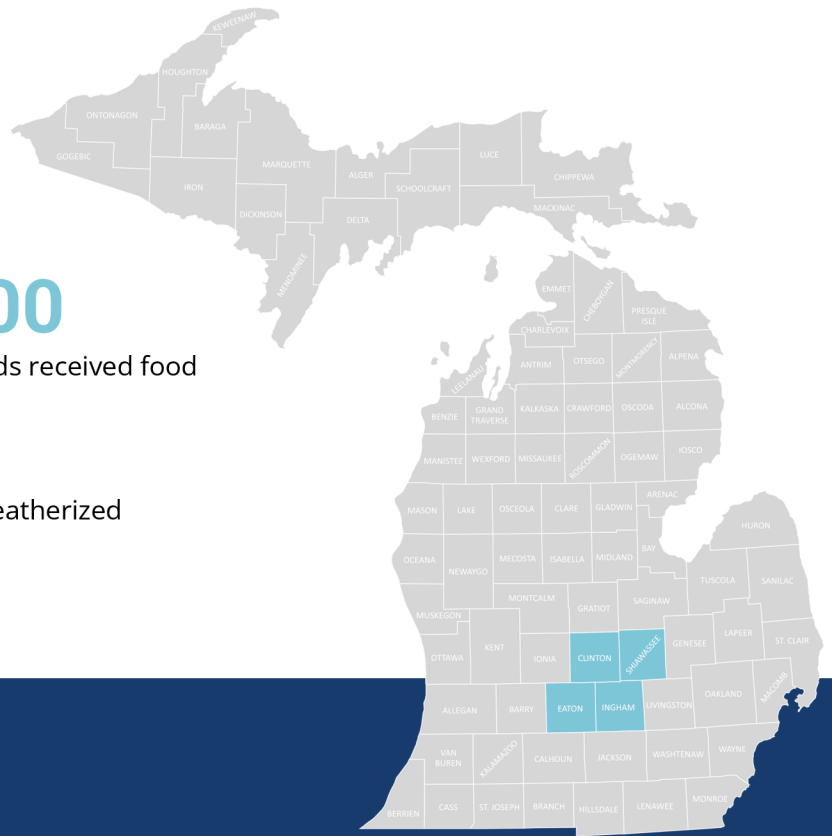 00
ds received food
eatherized
KEWEENAW
HOUGHTON
ONTONAGON
BARAGA
GOGEBIC
MARQUETTE
LUCE
ALGER
CHIPPEWA
IRON
SCHOOLCRAFT
MACKINAC
DICKINSON
DELTA
MENOMINEE
EMMET
CHEBOYGAN
PRESQUE
ISLE
CHARLEVOIX
ANTRIM
OTSEGO
MONTMORENCY
ALPENA
LEELANAU
BENZIE
GRAND
TRAVERSE
KALKASKA
CRAWFORD
OSCODA
ALCONA
MANISTEE
WEXFORD
MISSAUKEE
ROSCOMMON
OGEMAW
IOSCO
ARENAC
MASON
LAKE
OSCEOLA
CLARE
GLADWIN
HURON
OCEANA
NEWAYGO
MECOSTA
ISABELLA
MIDLAND
BAY
TUSCOLA
SANILAC
MONTCALM
GRATIOT
SAGINAW
MUSKEGON
OTTAWA
KENT
IONIA
CLINTON
SHIAWASSEE
GENESEE
LAPEER
ST. CLAIR
ALLEGAN
BARRY
EATON
INGHAM
LIVINGSTON
OAKLAND
MACOMB
VAN
BUREN
KALAMAZOO
CALHOUN
JACKSON
WASHTENAW
WAYNE
BERRIEN
CASS
ST. JOSEPH
BRANCH
HILLSDALE
LENAWEE
MONROE